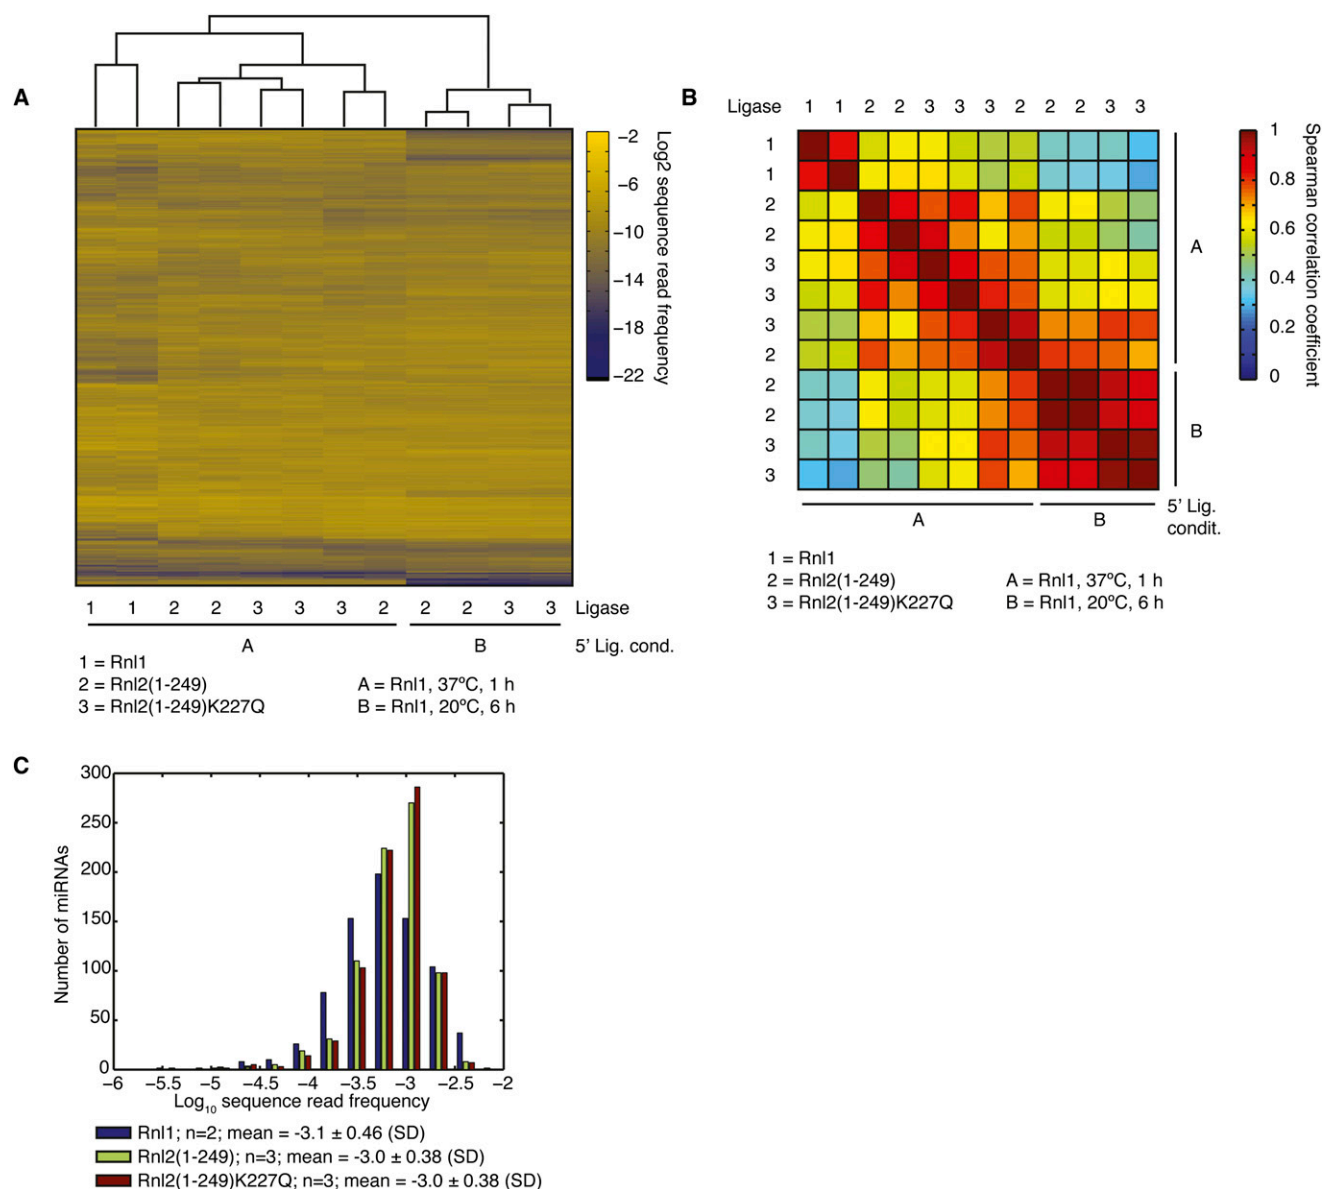 A
−2
−6
−10
−14
−18
−22
Log2 sequence read frequency
1 1 2 2 3 3 3 2 2 2 3 3 Ligase
A B 5’ Lig. cond.
1 = Rnl1
2 = Rnl2(1-249) A = Rnl1, 37ºC, 1 h
3 = Rnl2(1-249)K227Q B = Rnl1, 20ºC, 6 h
B
Ligase 1 1 2 2 3 3 3 2 2 2 3 3
1
1
2
2
3
3
3
2
2
2
3
3
A
B
1
0.8
0.6
0.4
0.2
0
Spearman correlation coefficient
A B 5’ Lig.
condit.
1 = Rnl1
2 = Rnl2(1-249) A = Rnl1, 37ºC, 1 h
3 = Rnl2(1-249)K227Q B = Rnl1, 20ºC, 6 h
C
300
250
200
150
100
50
0
Number of miRNAs
−6 −5.5 −5 −4.5 −4 −3.5 −3 −2.5 −2
Log10 sequence read frequency
Rnl1; n=2; mean = -3.1 ± 0.46 (SD)
Rnl2(1-249); n=3; mean = -3.0 ± 0.38 (SD)
Rnl2(1-249)K227Q; n=3; mean = -3.0 ± 0.38 (SD)